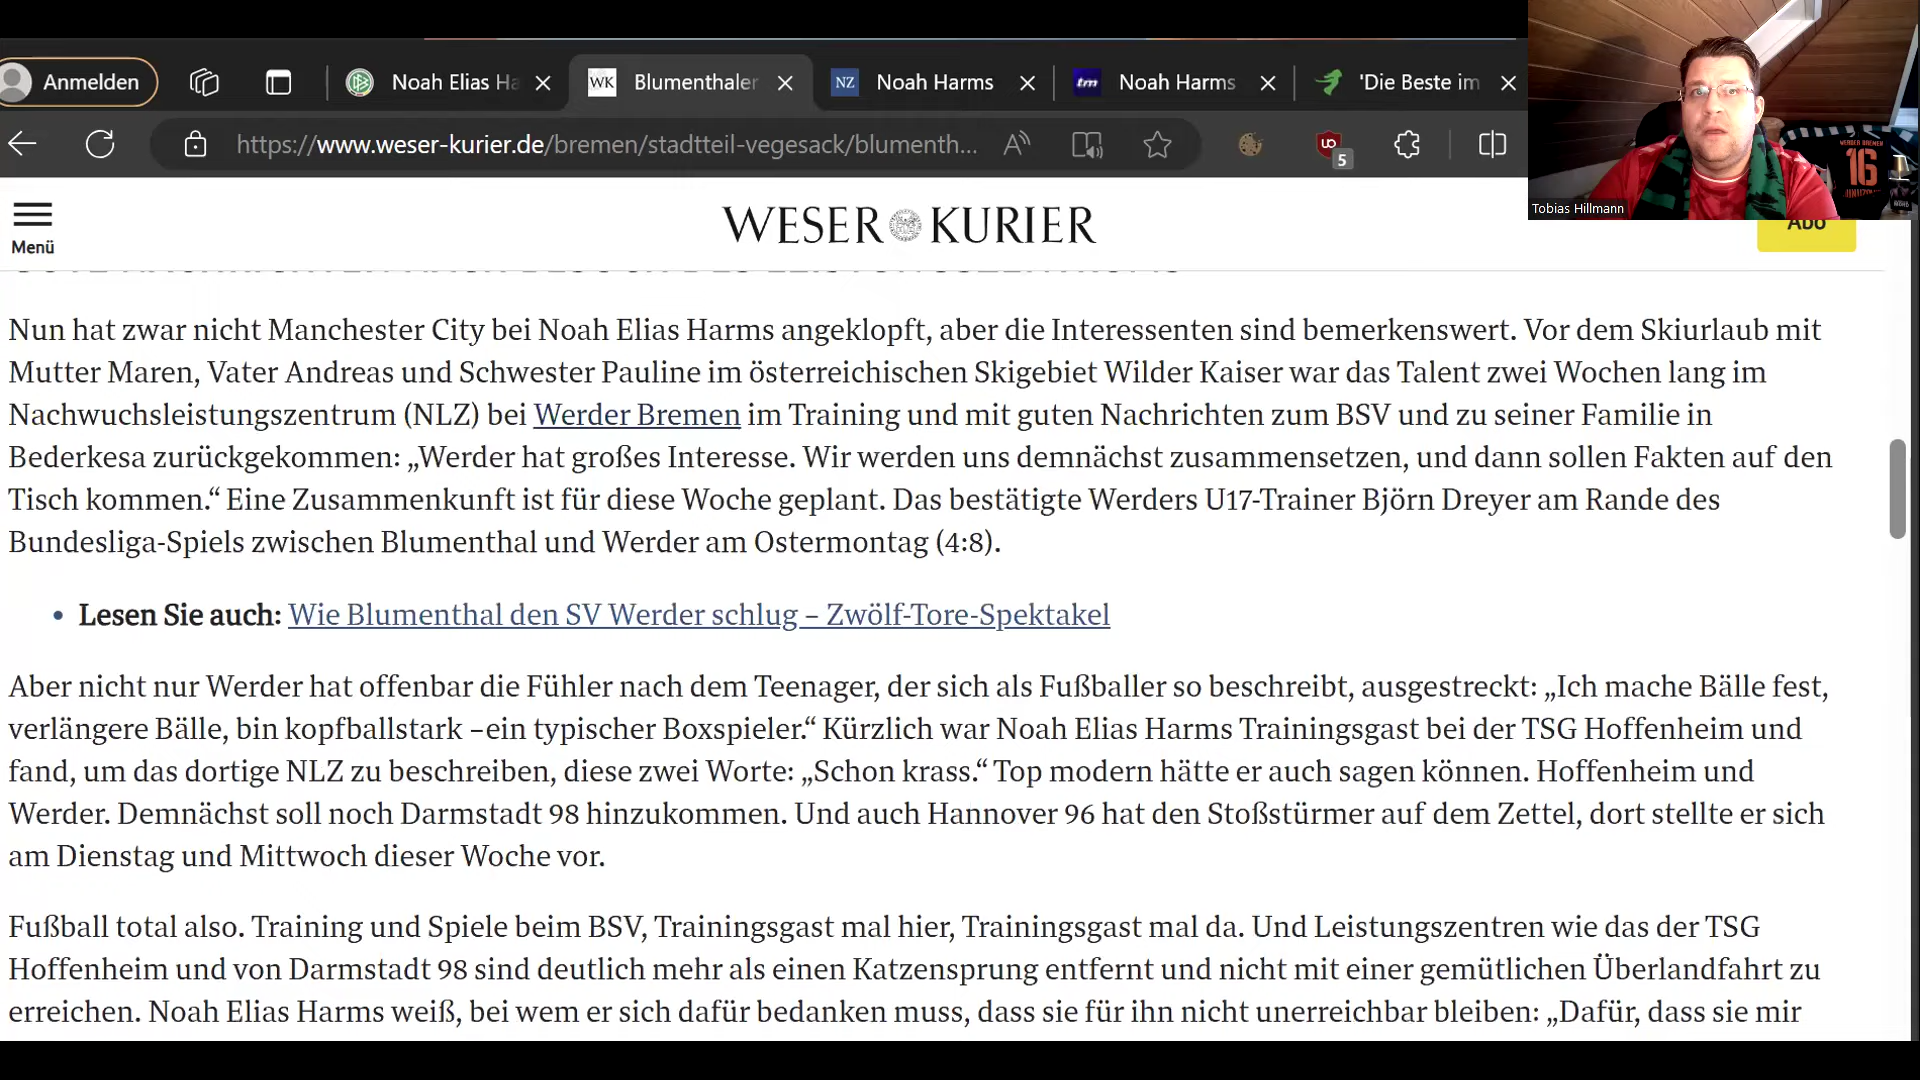 Anmelden
Noah Elias Ha
WK
Blumenthaler
NZ
Noah Harms
tm
Noah Harms
'Die Beste im
https://www.weser-kurier.de/bremen/stadtteil-vegesack/blumenth...
5
WERDER BREMEN
16
Tobias Hillmann
Menü
WESER KURIER
Abo
Nun hat zwar nicht Manchester City bei Noah Elias Harms angeklopft, aber die Interessenten sind bemerkenswert. Vor dem Skiurlaub mit
Mutter Maren, Vater Andreas und Schwester Pauline im österreichischen Skigebiet Wilder Kaiser war das Talent zwei Wochen lang im
Nachwuchsleistungszentrum (NLZ) bei Werder Bremen im Training und mit guten Nachrichten zum BSV und zu seiner Familie in
Bederkesa zurückgekommen: „Werder hat großes Interesse. Wir werden uns demnächst zusammensetzen, und dann sollen Fakten auf den
Tisch kommen.“ Eine Zusammenkunft ist für diese Woche geplant. Das bestätigte Werders U17-Trainer Björn Dreyer am Rande des
Bundesliga-Spiels zwischen Blumenthal und Werder am Ostermontag (4:8).
• Lesen Sie auch: Wie Blumenthal den SV Werder schlug – Zwölf-Tore-Spektakel
Aber nicht nur Werder hat offenbar die Fühler nach dem Teenager, der sich als Fußballer so beschreibt, ausgestreckt: „Ich mache Bälle fest,
verlängere Bälle, bin kopfballstark –ein typischer Boxspieler.“ Kürzlich war Noah Elias Harms Trainingsgast bei der TSG Hoffenheim und
fand, um das dortige NLZ zu beschreiben, diese zwei Worte: „Schon krass.“ Top modern hätte er auch sagen können. Hoffenheim und
Werder. Demnächst soll noch Darmstadt 98 hinzukommen. Und auch Hannover 96 hat den Stoßstürmer auf dem Zettel, dort stellte er sich
am Dienstag und Mittwoch dieser Woche vor.
Fußball total also. Training und Spiele beim BSV, Trainingsgast mal hier, Trainingsgast mal da. Und Leistungszentren wie das der TSG
Hoffenheim und von Darmstadt 98 sind deutlich mehr als einen Katzensprung entfernt und nicht mit einer gemütlichen Überlandfahrt zu
erreichen. Noah Elias Harms weiß, bei wem er sich dafür bedanken muss, dass sie für ihn nicht unerreichbar bleiben: „Dafür, dass sie mir